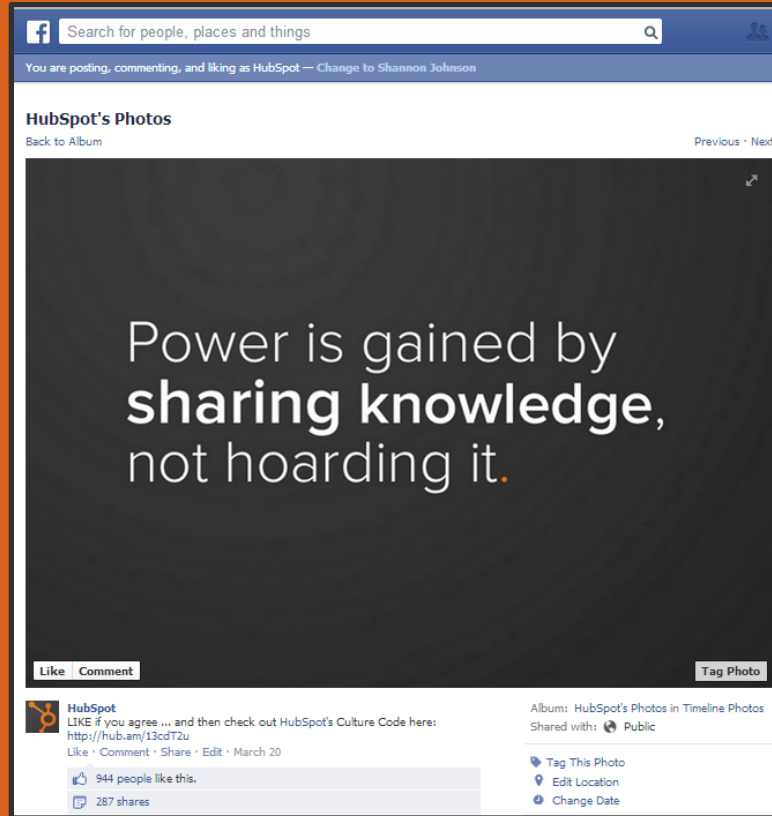 f
Search for people, places and things
You are posting, commenting, and liking as HubSpot — Change to Shannon Johnson
HubSpot's Photos
Back to Album
Previous · Next
Power is gained by
sharing knowledge,
not hoarding it.
Like Comment
Tag Photo
HubSpot
LIKE if you agree ... and then check out HubSpot's Culture Code here:
http://hub.am/13cdT2u
Like · Comment · Share · Edit · March 20
944 people like this.
287 shares
Album: HubSpot's Photos in Timeline Photos
Shared with: Public
Tag This Photo
Edit Location
Change Date